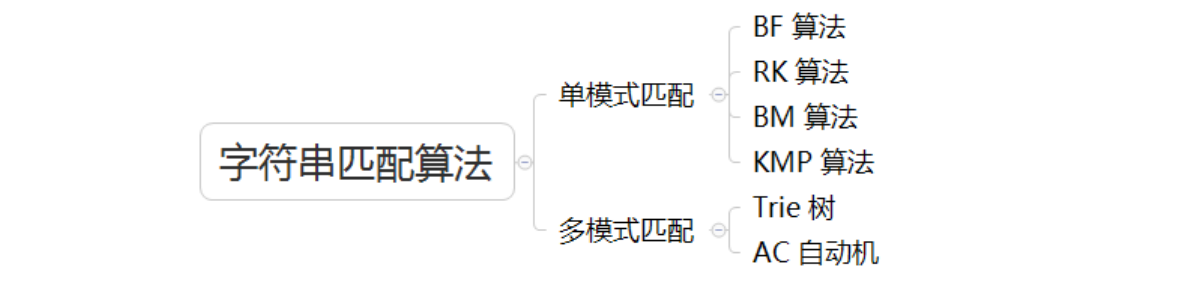 字符串匹配算法
单模式匹配
BF 算法
RK 算法
BM 算法
KMP 算法
多模式匹配
Trie 树
AC 自动机